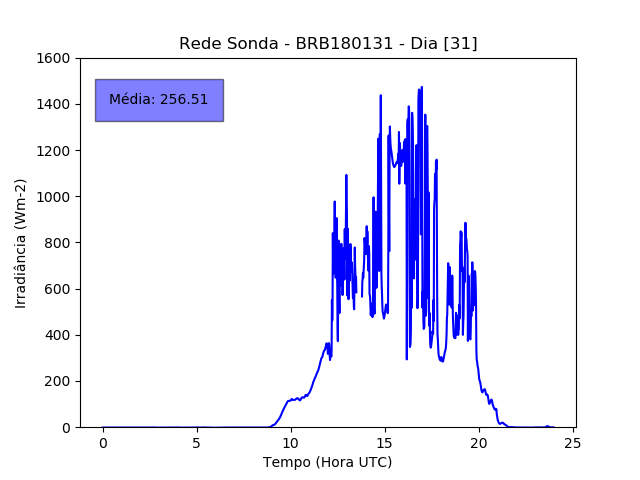 Rede Sonda - BRB180131 - Dia [31]
1600
1400
1200
1000
800
600
400
200
0
Média: 256.51
Irradiância (Wm-2)
0 5 10 15 20 25
Tempo (Hora UTC)